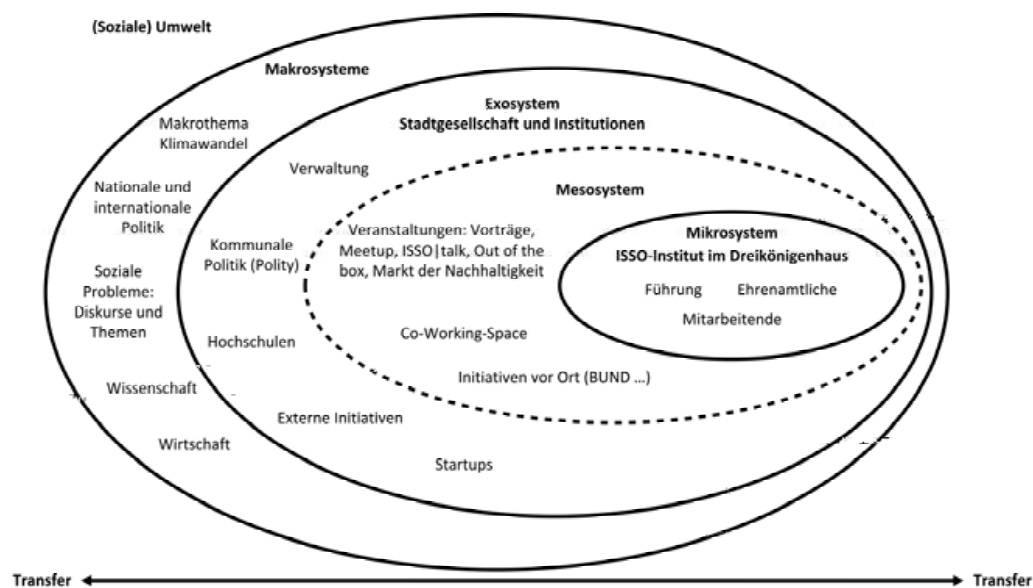 (Soziale) Umwelt
Makrosysteme
Makrothema
Klimawandel
Nationale und
internationale
Politik
Soziale
Probleme:
Diskurse und
Themen
Wissenschaft
Wirtschaft
Exosystem
Stadtgesellschaft und Institutionen
Verwaltung
Kommunale
Politik (Polity)
Hochschulen
Externe Initiativen
Startups
Mesosystem
Veranstaltungen: Vorträge,
Meetup, ISSO|talk, Out of the
box, Markt der Nachhaltigkeit
Co-Working-Space
Initiativen vor Ort (BUND ...)
Mikrosystem
ISSO-Institut im Dreikönigenhaus
Führung Ehrenamtliche
Mitarbeitende
Transfer Transfer